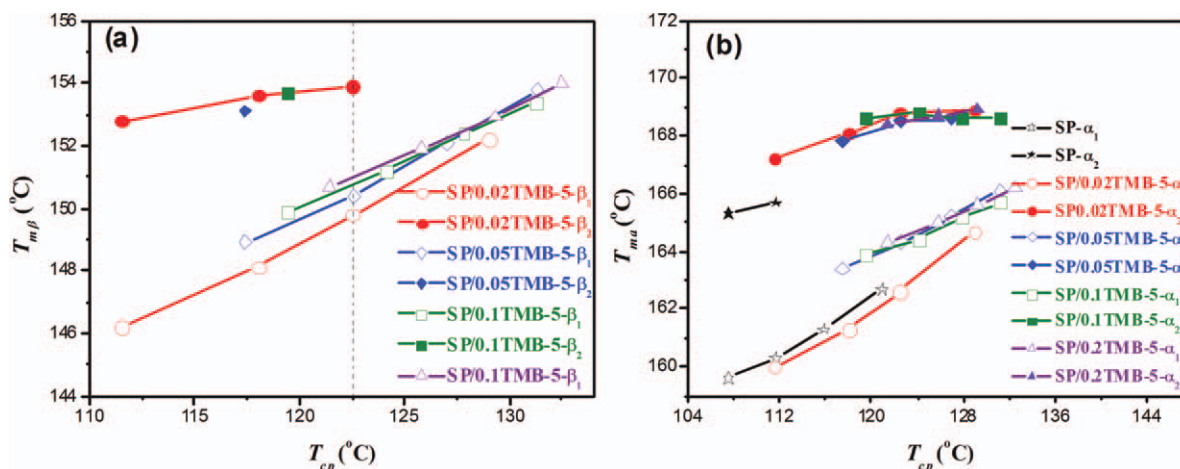 (a)
156
154
152
150
148
146
144
T_mβ (°C)
110
115
120
125
130
T_cp (°C)
SP/0.02TMB-5-β₁
SP/0.02TMB-5-β₂
SP/0.05TMB-5-β₁
SP/0.05TMB-5-β₂
SP/0.1TMB-5-β₁
SP/0.1TMB-5-β₂
SP/0.1TMB-5-β₁
(b)
172
170
168
166
164
162
160
T_mα (°C)
104
112
120
128
136
144
T_cp (°C)
SP-α₁
SP-α₂
SP/0.02TMB-5-α
SP0.02TMB-5-α₂
SP/0.05TMB-5-α
SP/0.05TMB-5-α
SP/0.1TMB-5-α₁
SP/0.1TMB-5-α₂
SP/0.2TMB-5-α₁
SP/0.2TMB-5-α₂